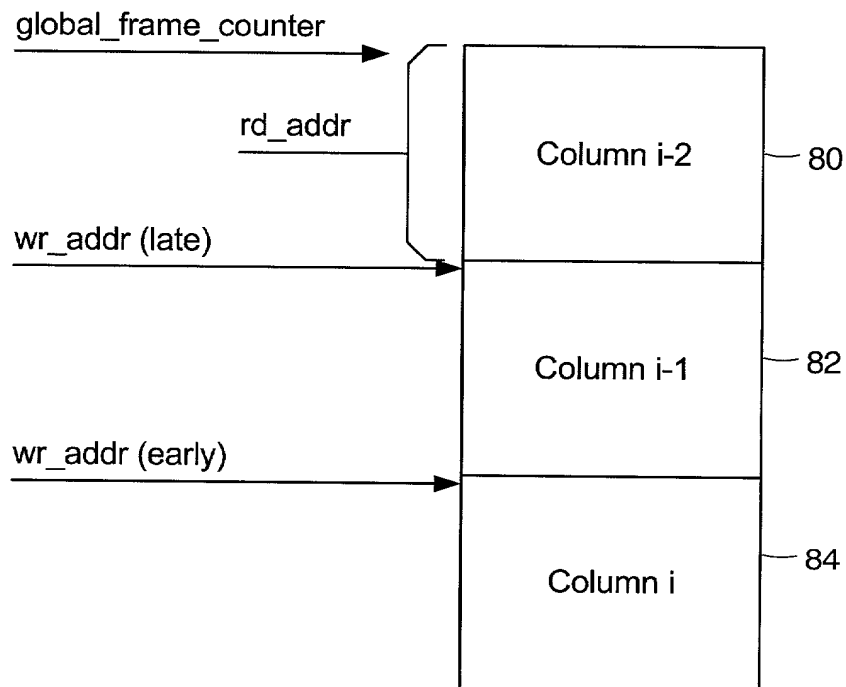 global_frame_counter
rd_addr
Column i-2
80
wr_addr (late)
Column i-1
82
wr_addr (early)
Column i
84